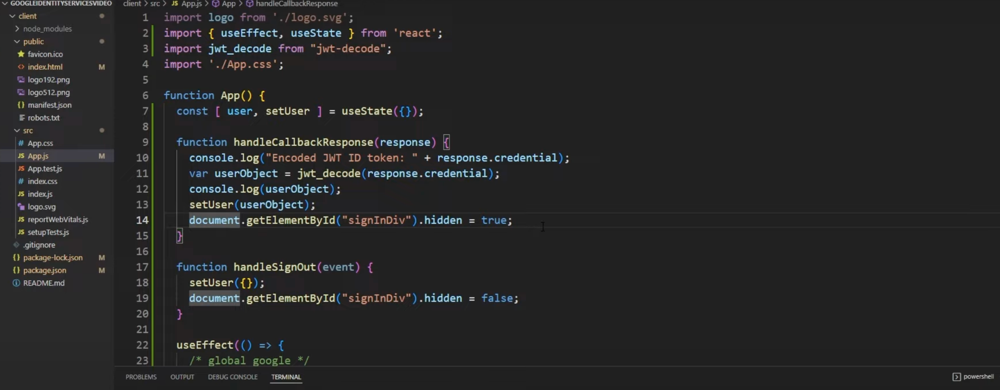 GOOGLEIDENTITYSERVICESVIDEO
client
node_modules
public
favicon.ico
index.html M
logo192.png
logo512.png
manifest.json
robots.txt
src
App.css
App.js M
App.test.js
index.css
index.js
logo.svg
reportWebVitals.js
setupTests.js
.gitignore
package-lock.json M
package.json M
README.md
client > src > JS App.js > App > handleCallbackResponse
1 import logo from './logo.svg';
2 import { useEffect, useState } from 'react';
3 import jwt_decode from "jwt-decode";
4 import './App.css';
5
6 function App() {
7 const [ user, setUser ] = useState({});
8
9 function handleCallbackResponse(response) {
10 console.log("Encoded JWT ID token: " + response.credential);
11 var userObject = jwt_decode(response.credential);
12 console.log(userObject);
13 setUser(userObject);
14 document.getElementById("signInDiv").hidden = true;
15 }
16
17 function handleSignOut(event) {
18 setUser({});
19 document.getElementById("signInDiv").hidden = false;
20 }
21
22 useEffect(() => {
23 /* global google */
PROBLEMS OUTPUT DEBUG CONSOLE TERMINAL powershell